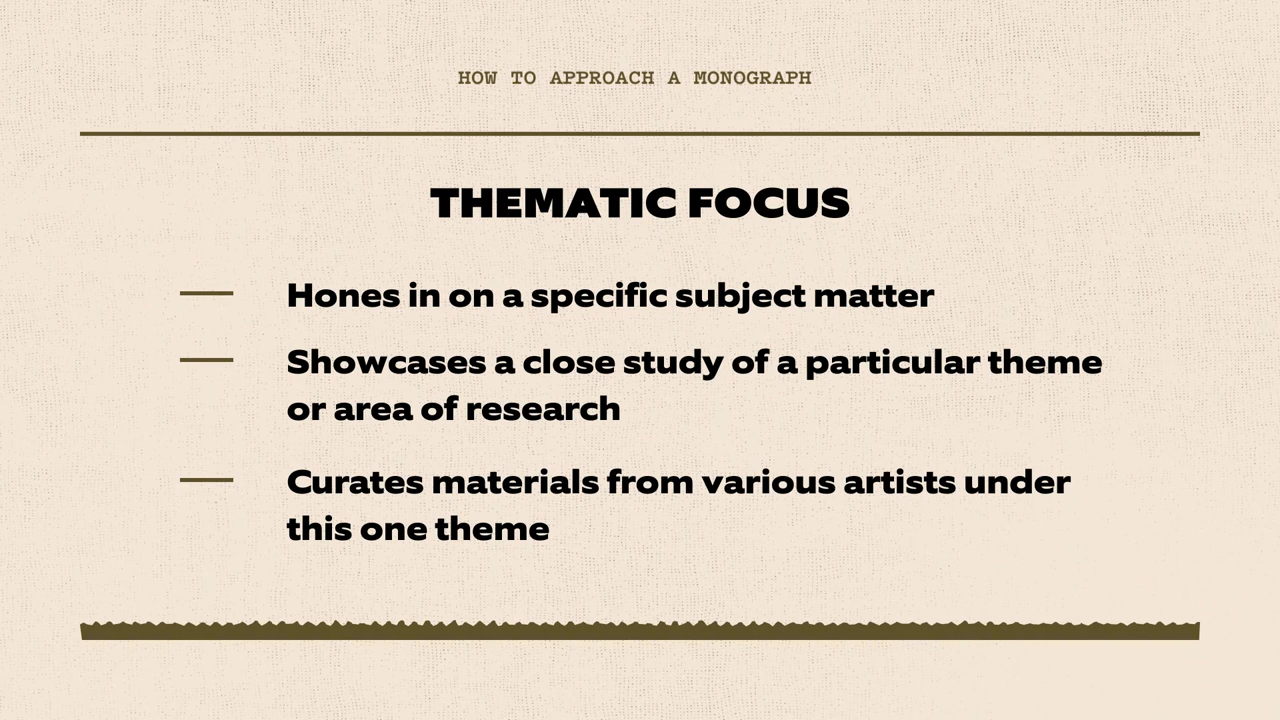 HOW TO APPROACH A MONOGRAPH
THEMATIC FOCUS
Hones in on a specific subject matter
Showcases a close study of a particular theme
or area of research
Curates materials from various artists under
this one theme